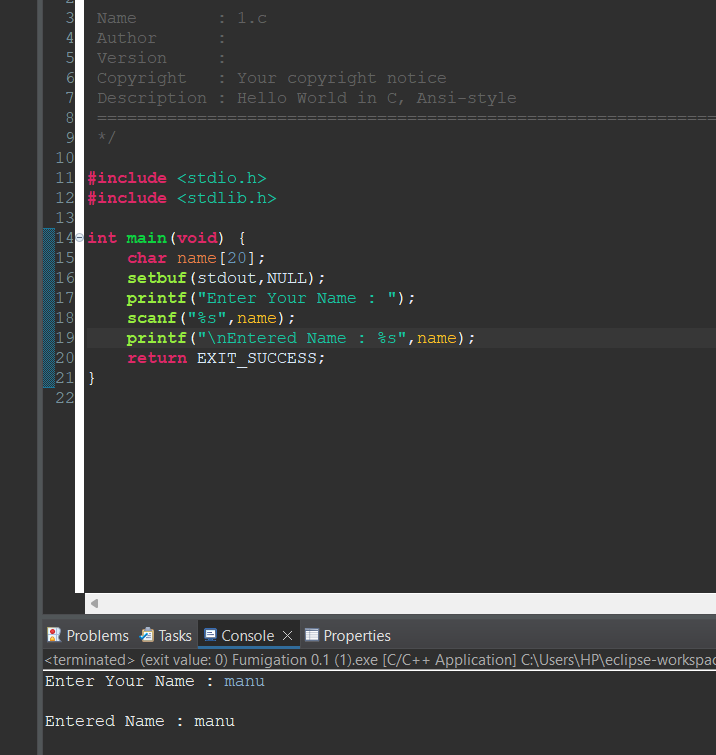 2
3 Name : 1.c
4 Author :
5 Version :
6 Copyright : Your copyright notice
7 Description : Hello World in C, Ansi-style
8 ==============================================================
9 */
10
11 #include <stdio.h>
12 #include <stdlib.h>
13
14 int main(void) {
15 char name[20];
16 setbuf(stdout,NULL);
17 printf("Enter Your Name : ");
18 scanf("%s",name);
19 printf("\nEntered Name : %s",name);
20 return EXIT_SUCCESS;
21 }
22
Problems Tasks Console Properties
<terminated> (exit value: 0) Fumigation 0.1 (1).exe [C/C++ Application] C:\Users\HP\eclipse-workspac
Enter Your Name : manu
Entered Name : manu